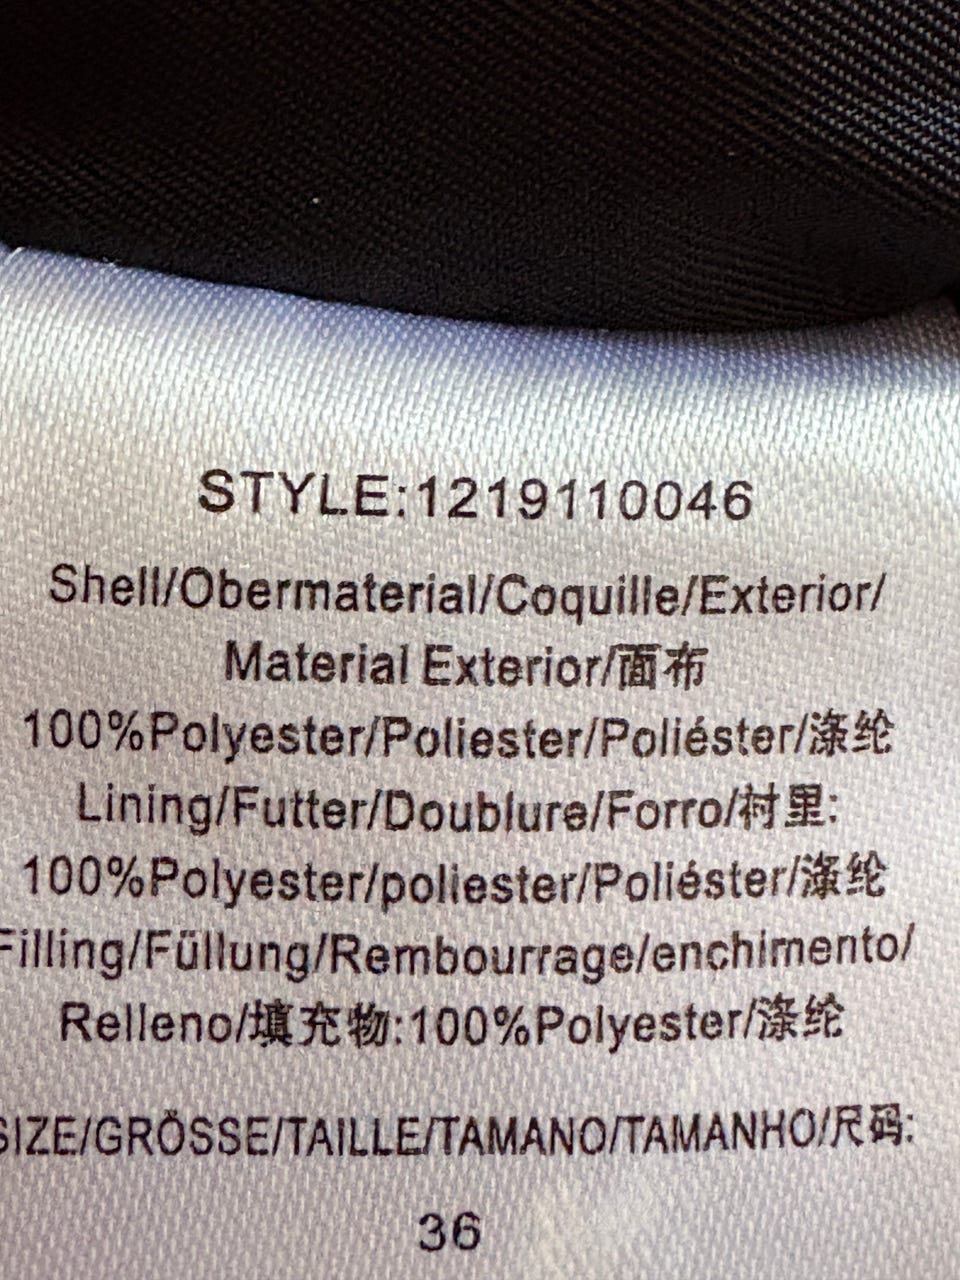 STYLE:1219110046
Shell/Obermaterial/Coquille/Exterior/
Material Exterior/面布
100%Polyester/Poliester/Poliéster/涤纶
Lining/Futter/Doublure/Forro/衬里:
100%Polyester/poliester/Poliéster/涤纶
Filling/Füllung/Rembourrage/enchimento/
Relleno/填充物:100%Polyester/涤纶
SIZE/GRÖSSE/TAILLE/TAMANO/TAMANHO/尺码:
36